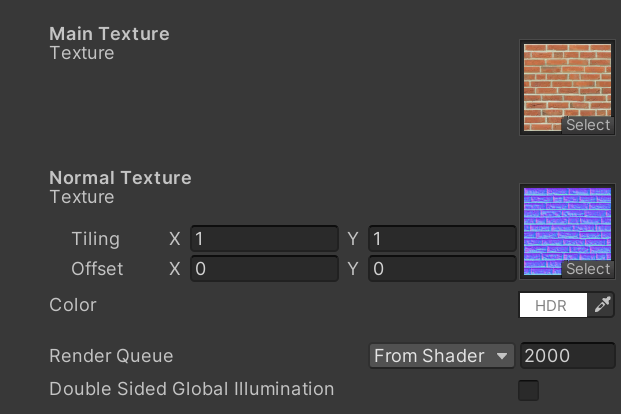 Main Texture
Texture
Select
Normal Texture
Texture
Tiling X 1 Y 1
Offset X 0 Y 0
Select
Color HDR
Render Queue From Shader 2000
Double Sided Global Illumination